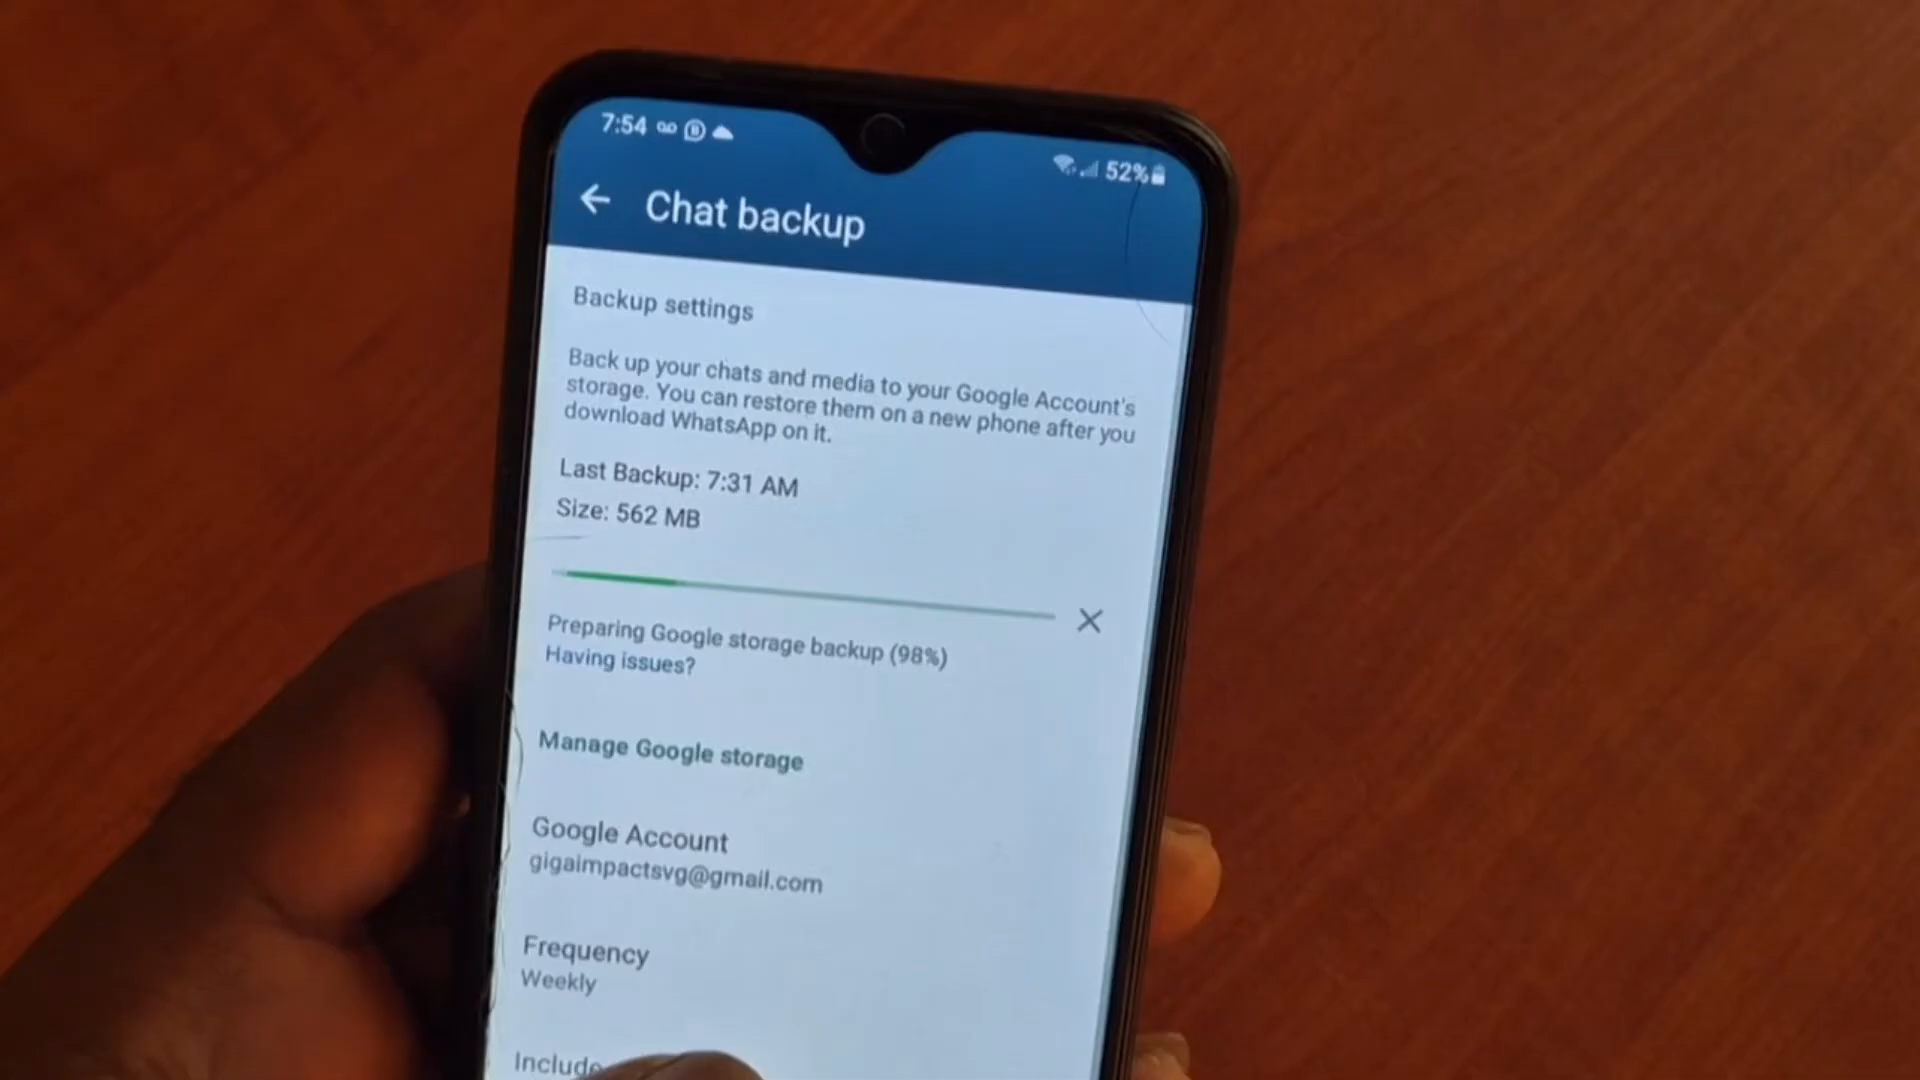 7:54
52%
Chat backup
Backup settings
Back up your chats and media to your Google Account's
storage. You can restore them on a new phone after you
download WhatsApp on it.
Last Backup: 7:31 AM
Size: 562 MB
Preparing Google storage backup (98%)
Having issues?
Manage Google storage
Google Account
gigaimpactsvg@gmail.com
Frequency
Weekly
Include